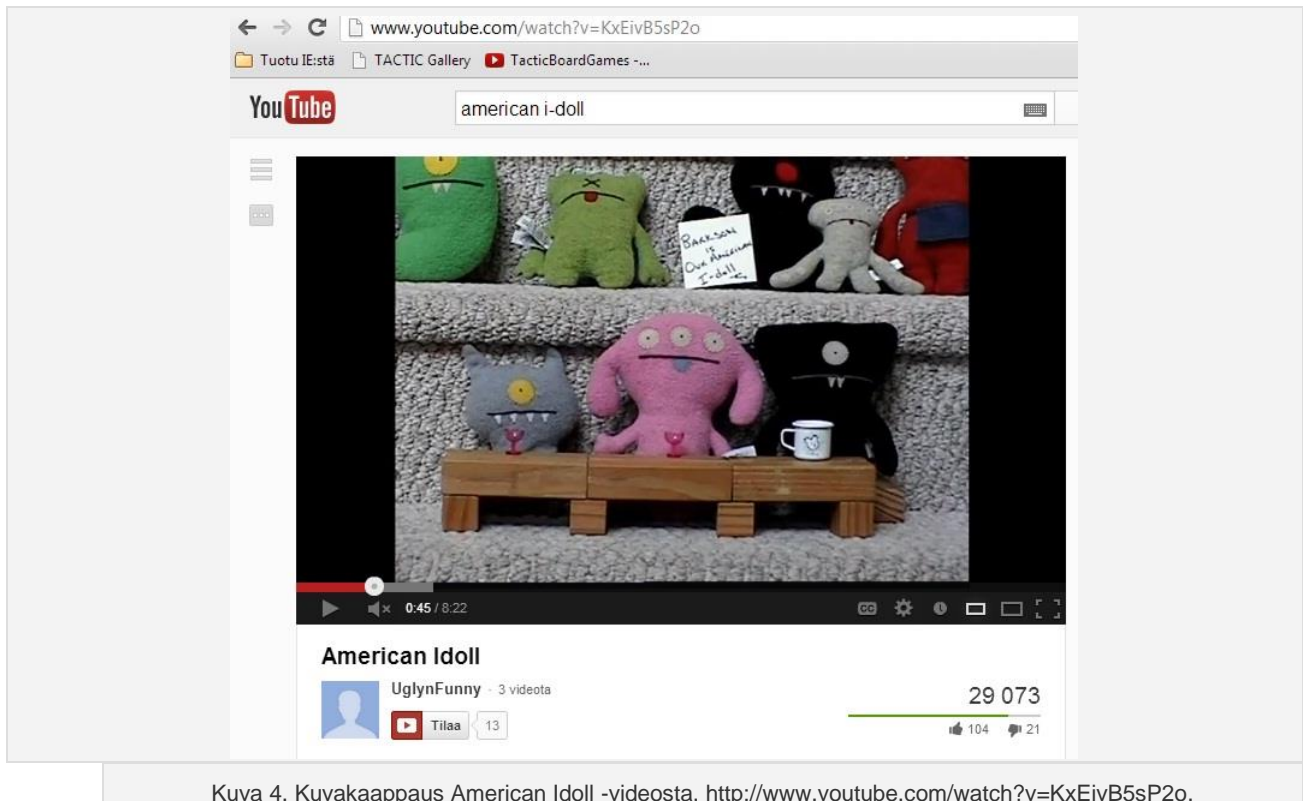 www.youtube.com/watch?v=KxEivB5sP2o
Tuotu IE:stä TACTIC Gallery TacticBoardGames -...
YouTube american i-doll
BARKSON
IS
OUR AMERICAN
I-doll
0:45 / 8:22 CC
American Idoll
UglynFunny · 3 videota
29 073
Tilaa 13
104 21
Kuva 4. Kuvakaappaus American Idoll -videosta. http://www.youtube.com/watch?v=KxEivB5sP2o.